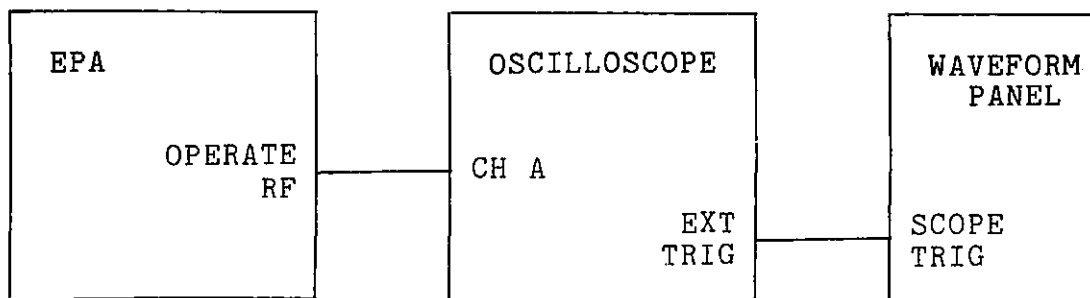 EPA
OPERATE
RF
OSCILLOSCOPE
CH A
EXT
TRIG
WAVEFORM
PANEL
SCOPE
TRIG